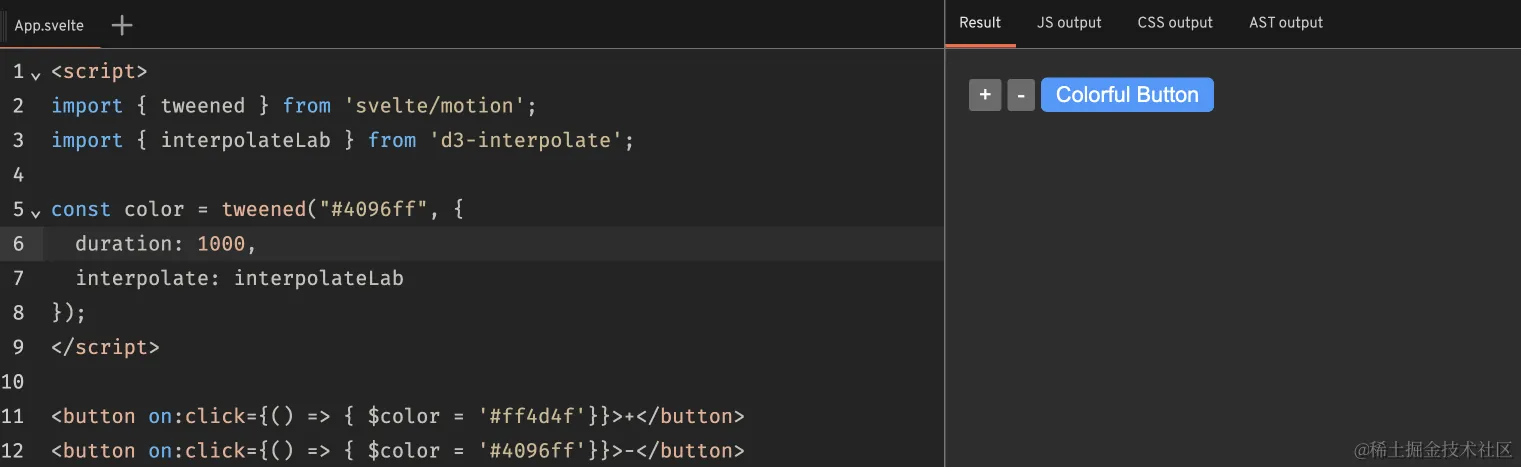 App.svelte +
Result JS output CSS output AST output
1 <script>
2 import { tweened } from 'svelte/motion';
3 import { interpolateLab } from 'd3-interpolate';
4
5 const color = tweened("#4096ff", {
6 duration: 1000,
7 interpolate: interpolateLab
8 });
9 </script>
10
11 <button on:click={() => { $color = '#ff4d4f'}}>+</button>
12 <button on:click={() => { $color = '#4096ff'}}>-</button>
+ - Colorful Button
@稀土掘金技术社区